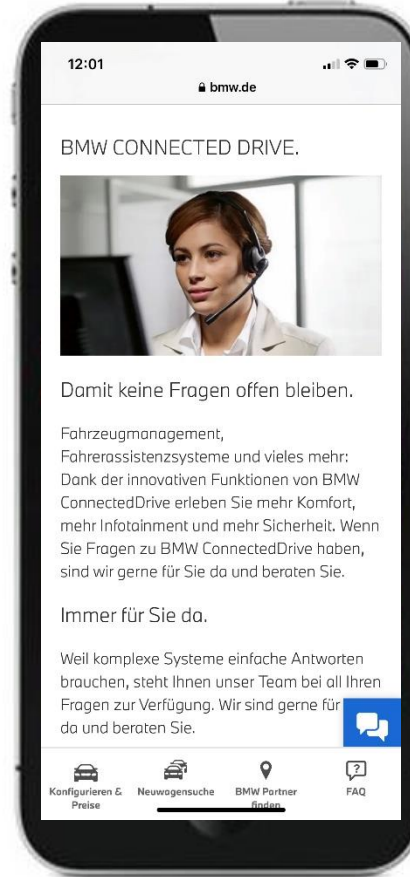 12:01
bmw.de
BMW CONNECTED DRIVE.
Damit keine Fragen offen bleiben.
Fahrzeugmanagement,
Fahrerassistenzsysteme und vieles mehr:
Dank der innovativen Funktionen von BMW
ConnectedDrive erleben Sie mehr Komfort,
mehr Infotainment und mehr Sicherheit. Wenn
Sie Fragen zu BMW ConnectedDrive haben,
sind wir gerne für Sie da und beraten Sie.
Immer für Sie da.
Weil komplexe Systeme einfache Antworten
brauchen, steht Ihnen unser Team bei all Ihren
Fragen zur Verfügung. Wir sind gerne für
da und beraten Sie.
Konfigurieren &
Preise
Neuwagensuche
BMW Partner
finden
FAQ